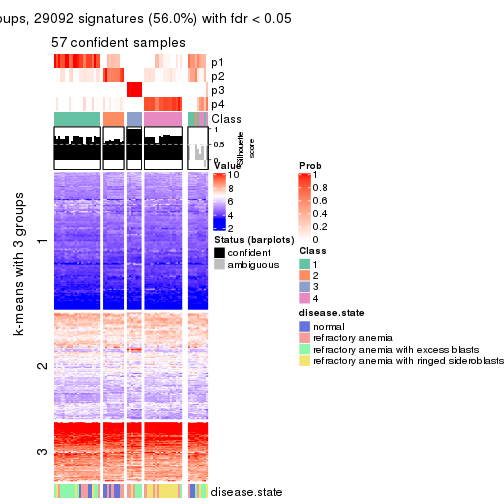 oups, 29092 signatures (56.0%) with fdr < 0.05
57 confident samples
p1
p2
p3
p4
Class
1
0.5
0
Silhouette
score
k-means with 3 groups
1
2
3
disease.state
Value
10
8
6
4
2
Status (barplots)
confident
ambiguous
Prob
1
0.8
0.6
0.4
0.2
0
Class
1
2
3
4
disease.state
normal
refractory anemia
refractory anemia with excess blasts
refractory anemia with ringed sideroblasts